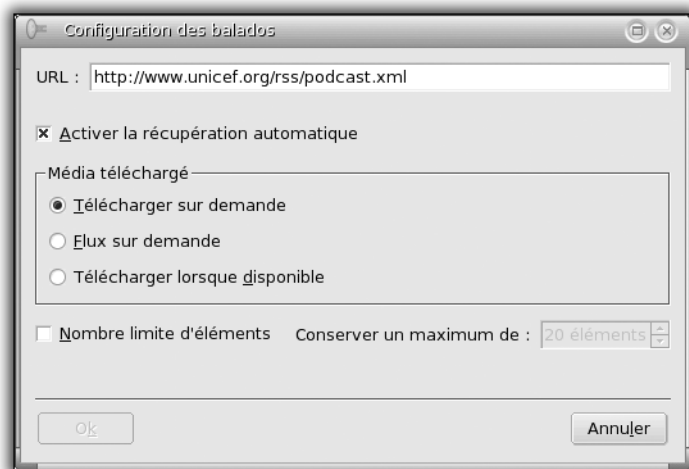 Configuration des balados
URL : http://www.unicef.org/rss/podcast.xml
Activer la récupération automatique
Média téléchargé
Télécharger sur demande
Flux sur demande
Télécharger lorsque disponible
Nombre limite d'éléments Conserver un maximum de : 20 éléments
Ok Annuler